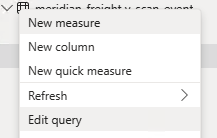 meridian_freight v_scan_event
New measure
New column
New quick measure
Refresh
Edit query